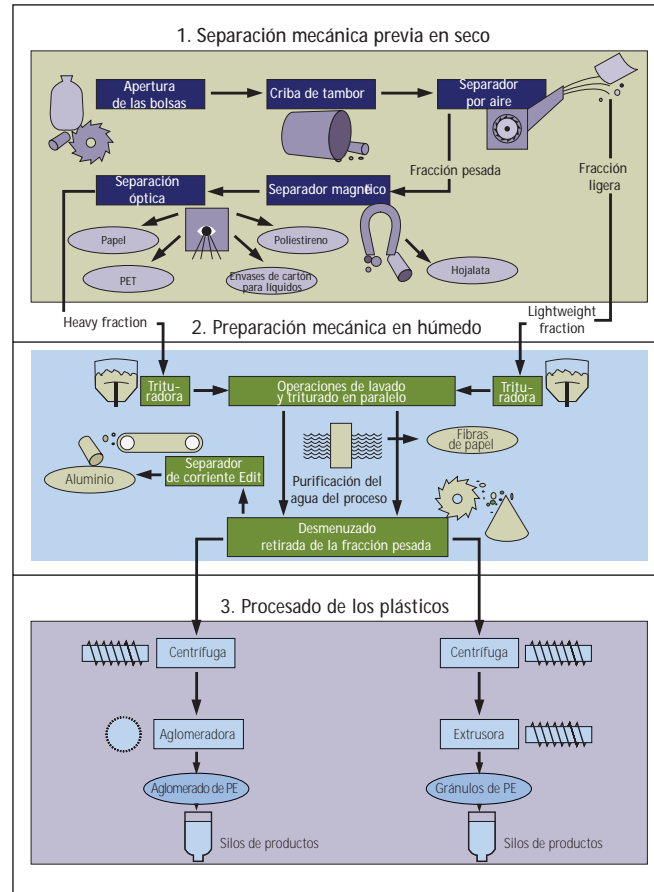 1. Separación mecánica previa en seco
Apertura
de las bolsas
Criba de tambor
Separador
por aire
Fracción pesada
Fracción
ligera
Separación
óptica
Separador magnético
Papel
Poliestireno
PET
Envases de cartón
para líquidos
Hojalata
Heavy fraction
Lightweight
fraction
2. Preparación mecánica en húmedo
Tritu-
radora
Operaciones de lavado
y triturado en paralelo
Tritu-
radora
Fibras
de papel
Separador
de corriente Edit
Aluminio
Purificación del
agua del proceso
Desmenuzado
retirada de la fracción pesada
3. Procesado de los plásticos
Centrífuga
Centrífuga
Aglomeradora
Extrusora
Aglomerado de PE
Gránulos de PE
Silos de productos
Silos de productos